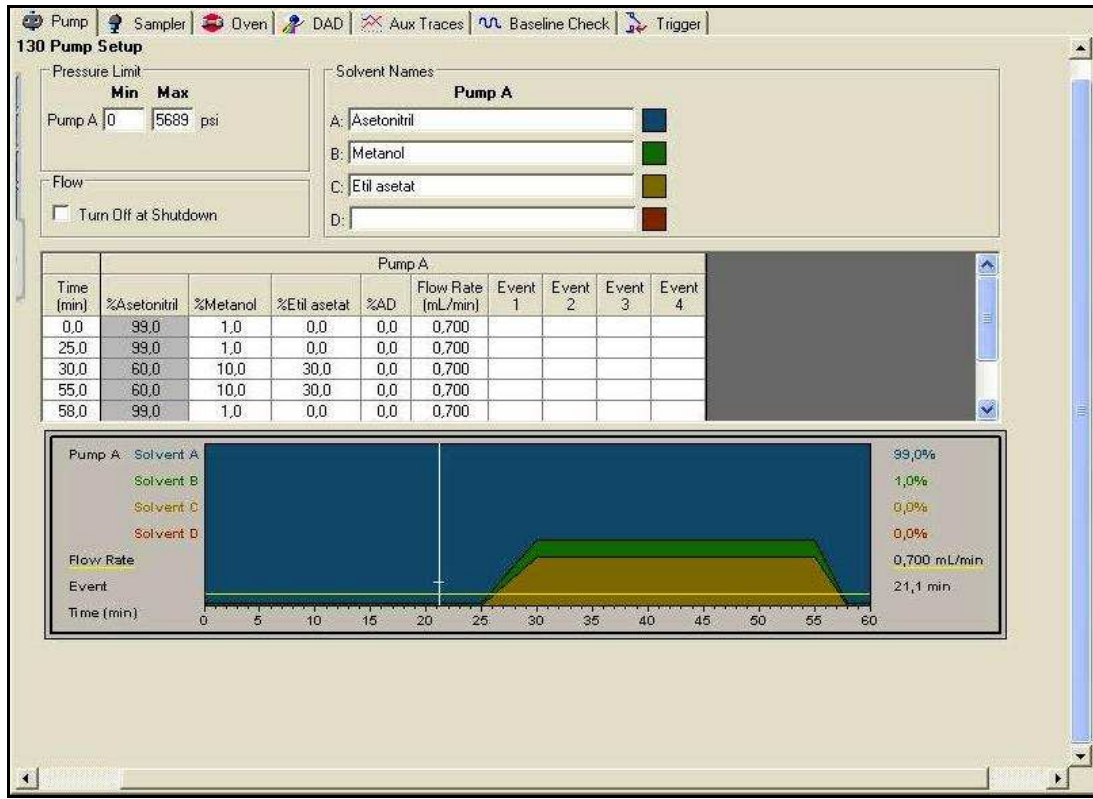 Pump Sampler Oven DAD Aux Traces Baseline Check Trigger
130 Pump Setup
Pressure Limit
Min Max
Pump A 0 5689 psi
Flow
Turn Off at Shutdown
Solvent Names
Pump A
A: Asetonitril
B: Metanol
C: Etil asetat
D:
Pump A
Time (min) %Asetonitril %Metanol %Etil asetat %AD Flow Rate (mL/min) Event 1 Event 2 Event 3 Event 4
0,0 99,0 1,0 0,0 0,0 0,700
25,0 99,0 1,0 0,0 0,0 0,700
30,0 60,0 10,0 30,0 0,0 0,700
55,0 60,0 10,0 30,0 0,0 0,700
58,0 99,0 1,0 0,0 0,0 0,700
Pump A Solvent A 99,0%
Solvent B 1,0%
Solvent C 0,0%
Solvent D 0,0%
Flow Rate 0,700 mL/min
Event 21,1 min
Time (min) 0 5 10 15 20 25 30 35 40 45 50 55 60